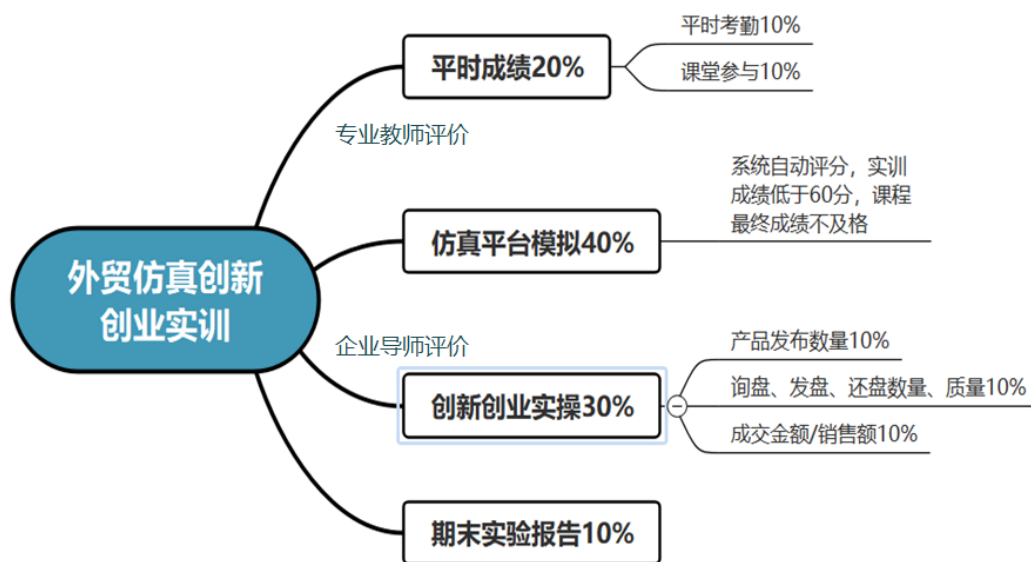 外贸仿真创新
创业实训
专业教师评价
企业导师评价
平时成绩20%
平时考勤10%
课堂参与10%
仿真平台模拟40%
系统自动评分，实训
成绩低于60分，课程
最终成绩不及格
创新创业实操30%
产品发布数量10%
询盘、发盘、还盘数量、质量10%
成交金额/销售额10%
期末实验报告10%